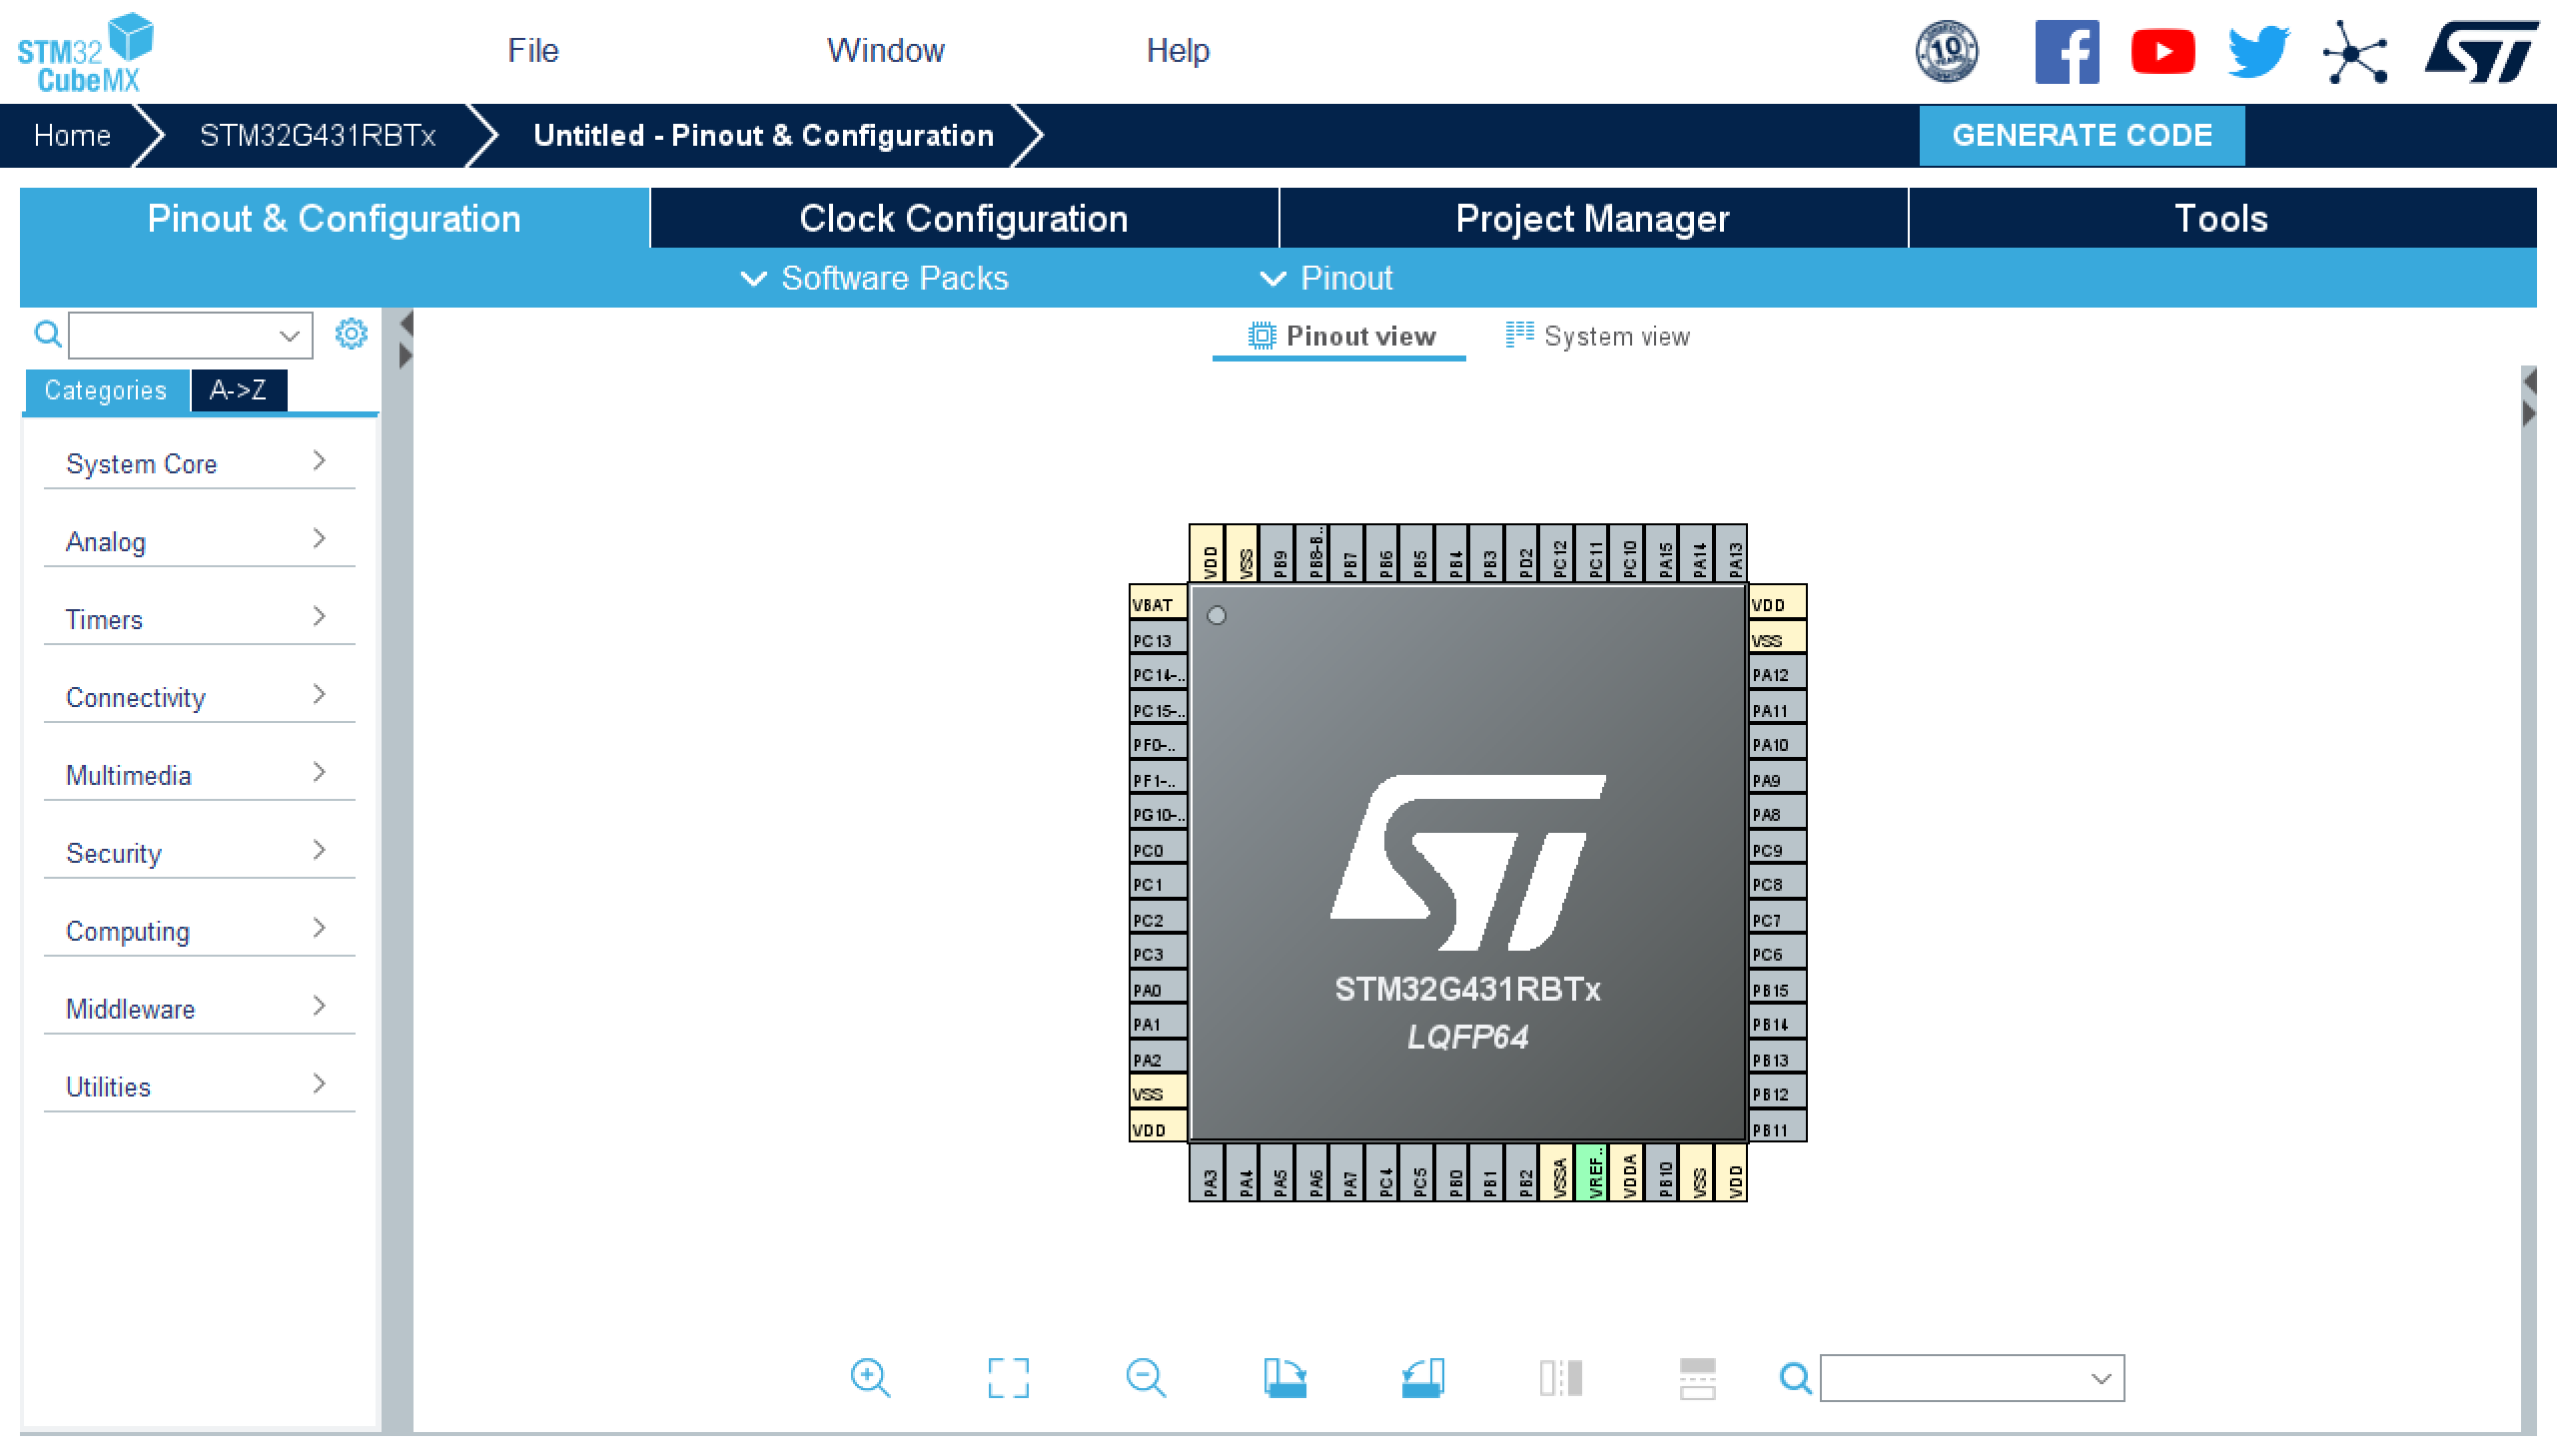 STM32
CubeMX
File
Window
Help
10
YEARS
ST
Home
STM32G431RBTx
Untitled - Pinout & Configuration
GENERATE CODE
Pinout & Configuration
Clock Configuration
Project Manager
Tools
Software Packs
Pinout
Pinout view
System view
Categories
A->Z
System Core
Analog
Timers
Connectivity
Multimedia
Security
Computing
Middleware
Utilities
VDD
VSS
PB9
PB8-B..
PB7
PB6
PB5
PB4
PB3
PD2
PC12
PC11
PC10
PA15
PA14
PA13
VBAT
PC13
PC14-..
PC15-..
PF0-..
PF1-..
PG10-..
PC0
PC1
PC2
PC3
PA0
PA1
PA2
VSS
VDD
ST
STM32G431RBTx
LQFP64
VDD
VSS
PA12
PA11
PA10
PA9
PA8
PC9
PC8
PC7
PC6
PB15
PB14
PB13
PB12
PB11
PA3
PA4
PA5
PA6
PA7
PC4
PC5
PB0
PB1
PB2
VSSA
VREF..
VDDA
PB10
VSS
VDD